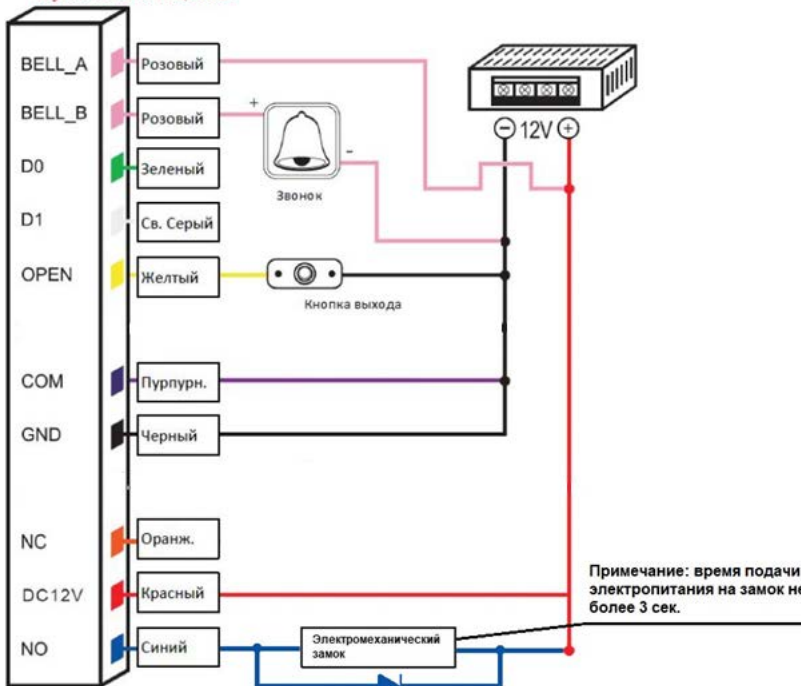 BELL_A Розовый
BELL_B Розовый + -
Звонок
D0 Зеленый
D1 Св. Серый
OPEN Желтый
Кнопка выхода
COM Пурпурн.
GND Черный
NC Оранж.
DC12V Красный
NO Синий
- 12V +
Электромеханический
замок
Примечание: время подачи
электропитания на замок не
более 3 сек.